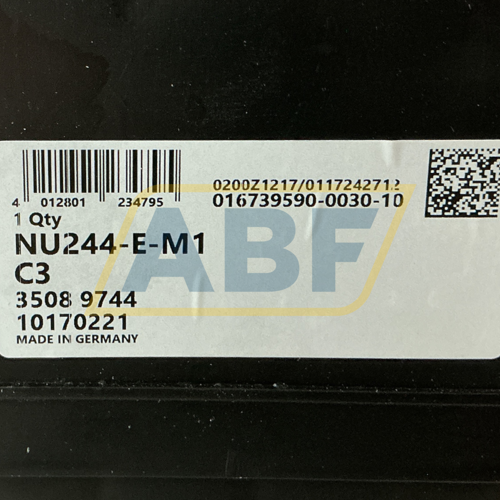 4 012801 234795
0200Z1217/0117242712
016739590-0030-10
1 Qty
NU244-E-M1
C3
3508 9744
10170221
MADE IN GERMANY
ABF